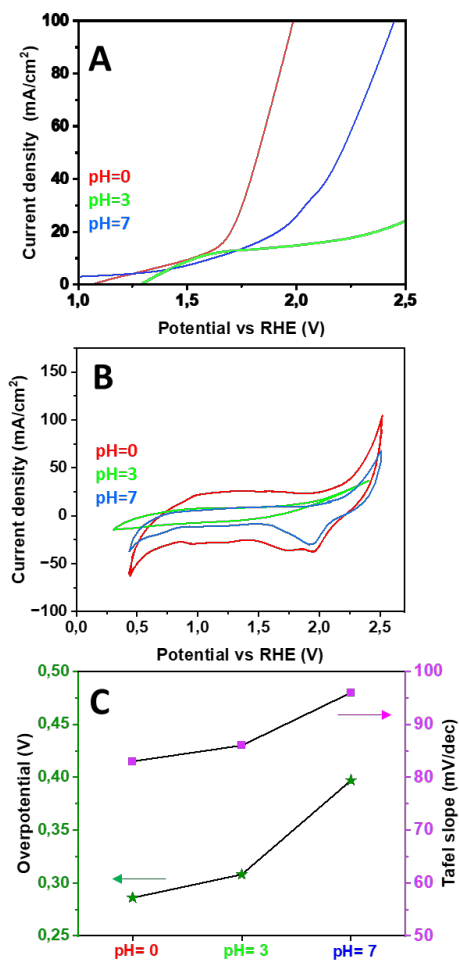 100
80
60
40
20
0
Current density (mA/cm²)
A
pH=0
pH=3
pH=7
1,0 1,5 2,0 2,5
Potential vs RHE (V)
150
100
50
0
−50
−100
Current density (mA/cm²)
B
pH=0
pH=3
pH=7
0,0 0,5 1,0 1,5 2,0 2,5
Potential vs RHE (V)
0,50
0,45
0,40
0,35
0,30
0,25
Overpotential (V)
C
100
90
80
70
60
50
Tafel slope (mV/dec)
pH= 0 pH= 3 pH= 7